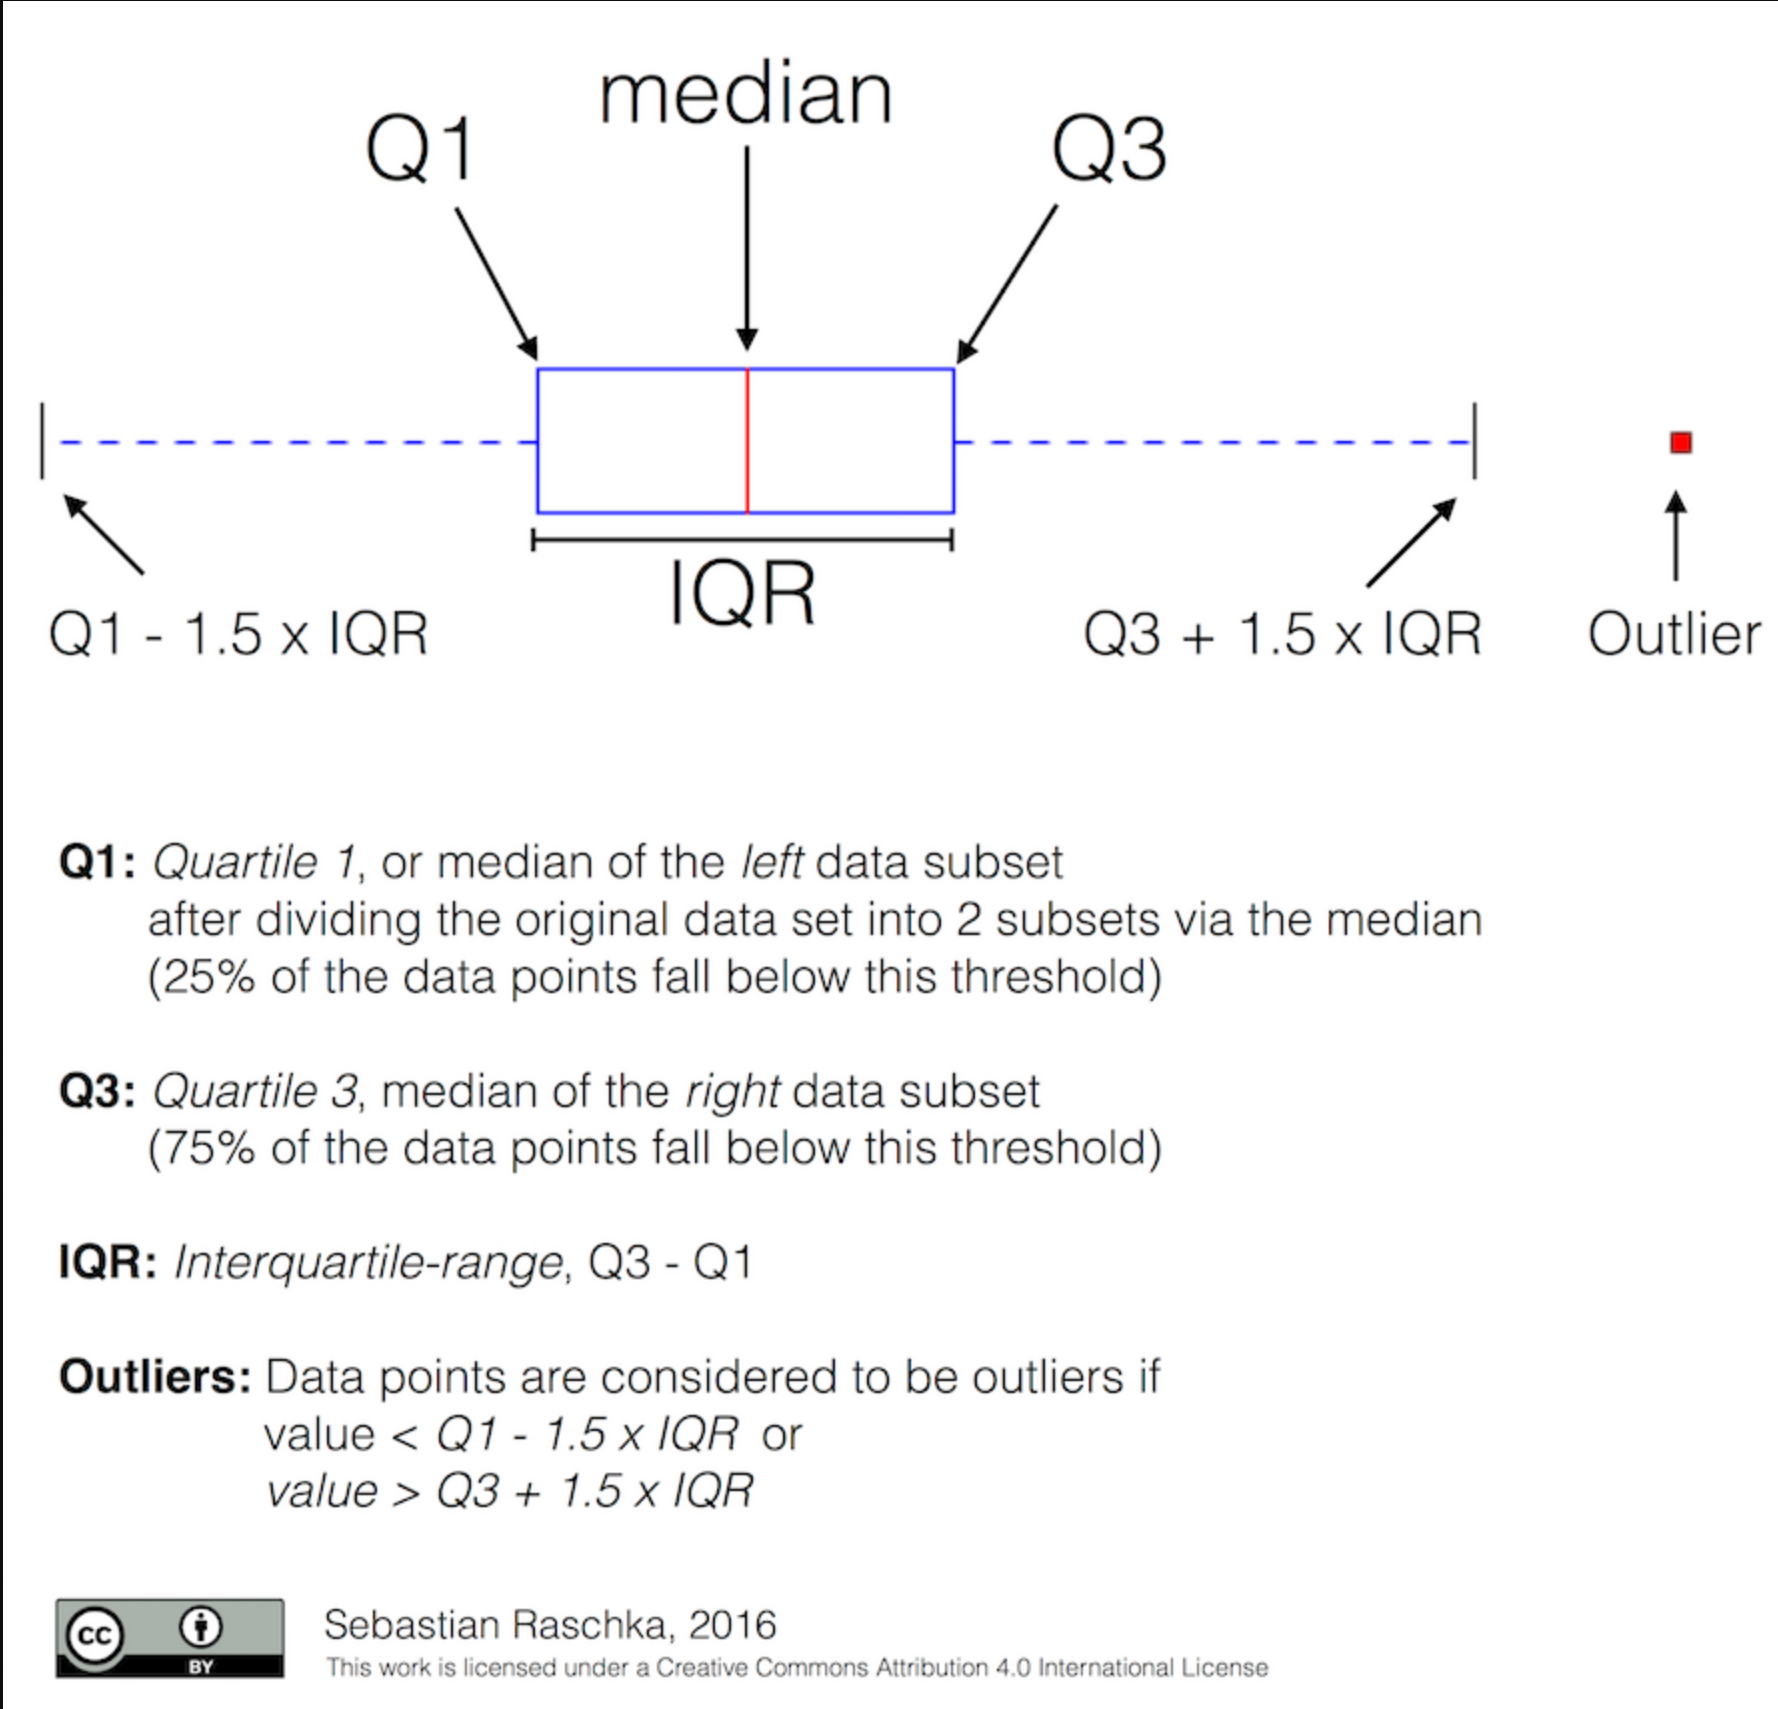 median
Q1
Q3
IQR
Q1 - 1.5 x IQR
Q3 + 1.5 x IQR
Outlier
Q1: Quartile 1, or median of the left data subset
after dividing the original data set into 2 subsets via the median
(25% of the data points fall below this threshold)
Q3: Quartile 3, median of the right data subset
(75% of the data points fall below this threshold)
IQR: Interquartile-range, Q3 - Q1
Outliers: Data points are considered to be outliers if
value < Q1 - 1.5 x IQR or
value > Q3 + 1.5 x IQR
cc
BY
Sebastian Raschka, 2016
This work is licensed under a Creative Commons Attribution 4.0 International License